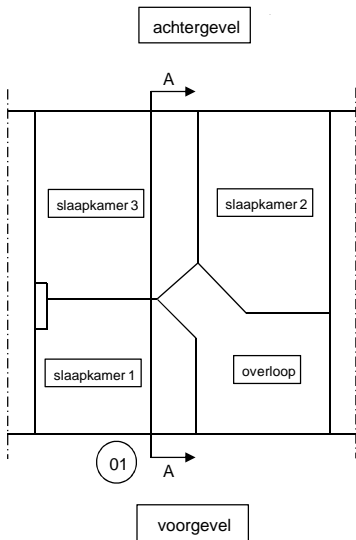 achtergevel
A
slaapkamer 3
slaapkamer 2
slaapkamer 1
overloop
01
A
voorgevel